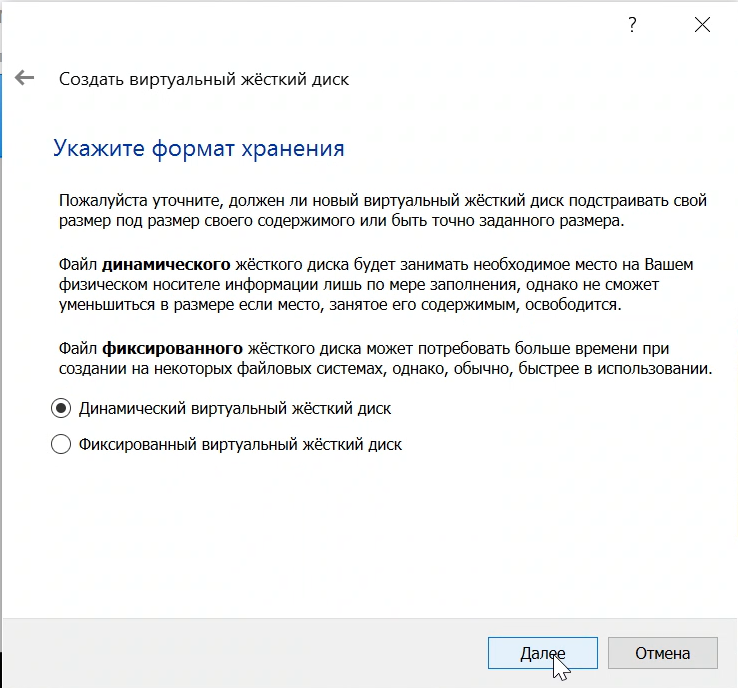 ?
Создать виртуальный жёсткий диск
Укажите формат хранения
Пожалуйста уточните, должен ли новый виртуальный жёсткий диск подстраивать свой
размер под размер своего содержимого или быть точно заданного размера.
Файл динамического жёсткого диска будет занимать необходимое место на Вашем
физическом носителе информации лишь по мере заполнения, однако не сможет
уменьшиться в размере если место, занятое его содержимым, освободится.
Файл фиксированного жёсткого диска может потребовать больше времени при
создании на некоторых файловых системах, однако, обычно, быстрее в использовании.
Динамический виртуальный жёсткий диск
Фиксированный виртуальный жёсткий диск
Далее
Отмена